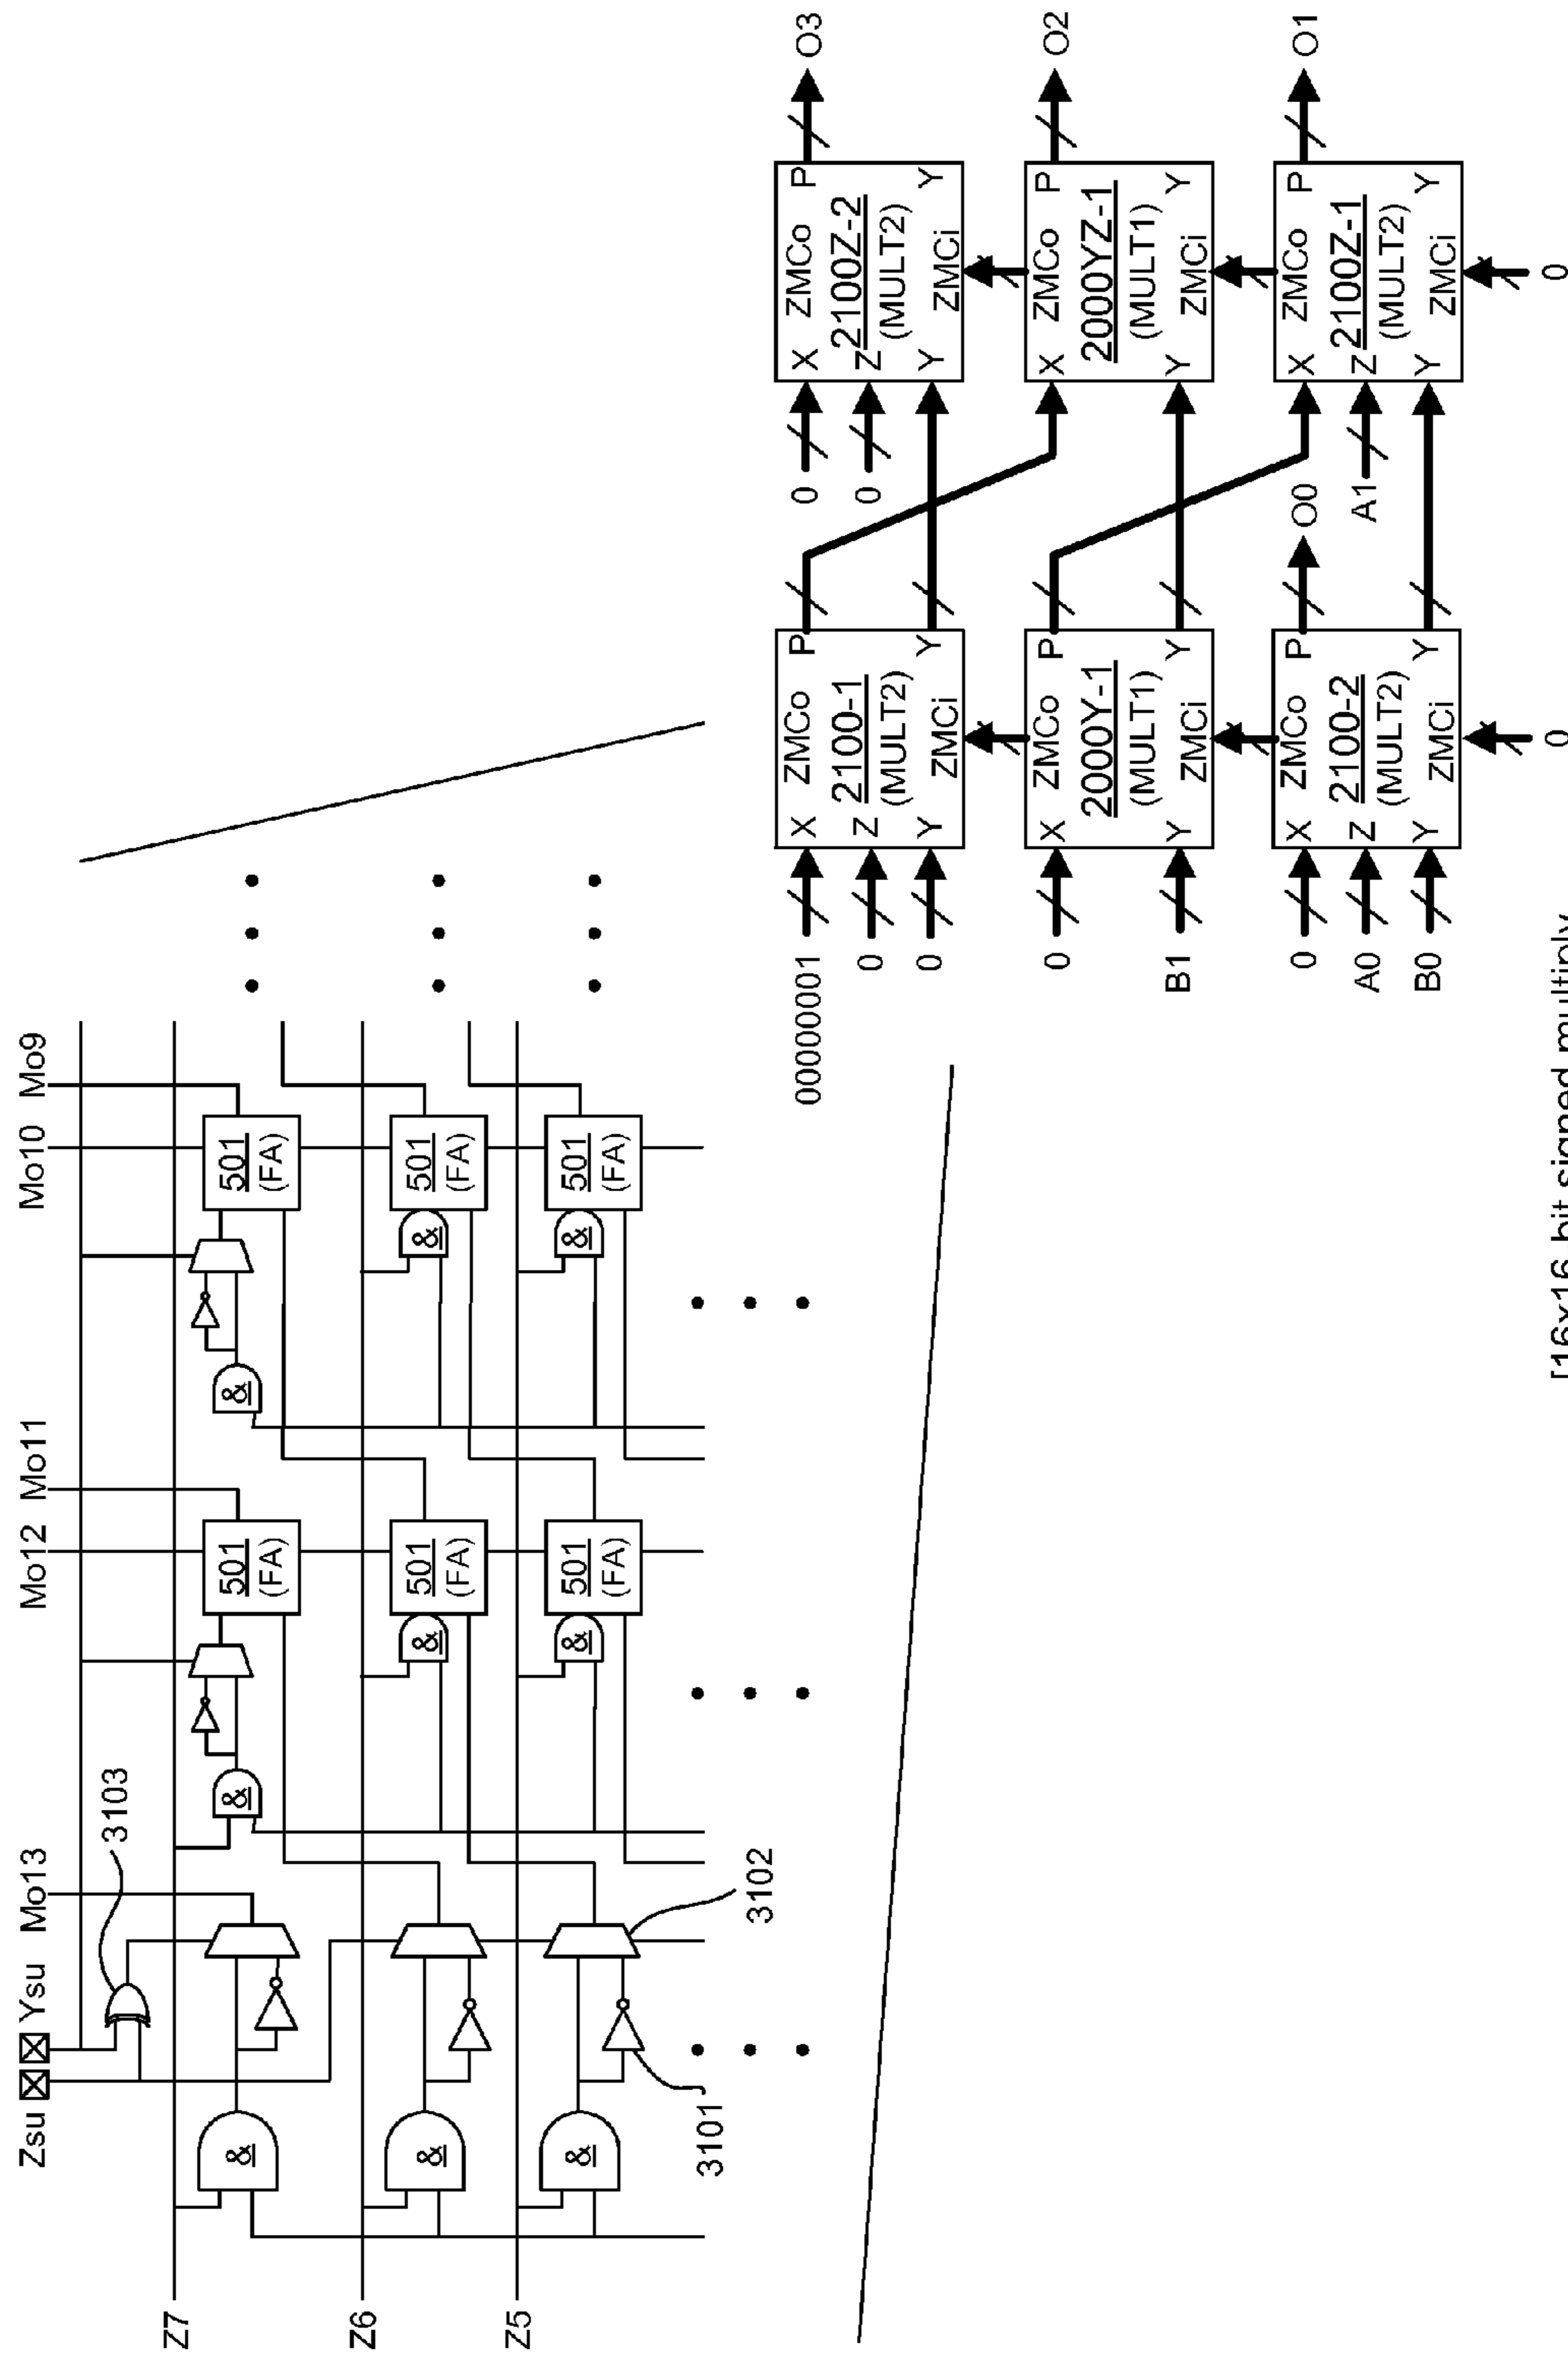 Zsu Ysu Mo13 Mo12 Mo11 Mo10 Mo9
3103
Z7
& & 501 & 501
(FA) (FA)
Z6
& & 501 & 501
(FA) (FA)
Z5
& & 501 & 501
(FA) (FA)
3101 3102
00000001 X ZMCo P 0 X ZMCo P O3
0 Z 2100-1 0 Z 2100Z-2
(MULT2) (MULT2)
0 Y ZMCi Y Y ZMCi Y
0 X ZMCo P X ZMCo P O2
2000Y-1 2000YZ-1
(MULT1) (MULT1)
B1 Y ZMCi Y Y ZMCi Y
0 X ZMCo P O0 X ZMCo P O1
A0 Z 2100-2 A1 Z 2100Z-1
(MULT2) (MULT2)
B0 Y ZMCi Y Y ZMCi Y
0 0
[16x16 bit signed multiply